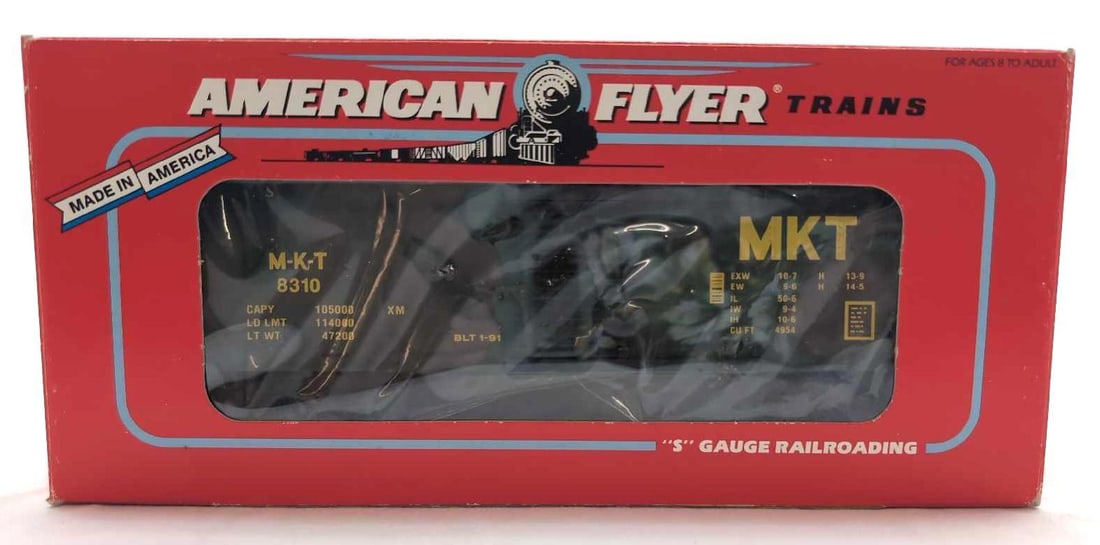 FOR AGES 8 TO ADULT
AMERICAN FLYER® TRAINS
MADE IN AMERICA
M-K-T
8310
CAPY 105000 XM
LD LMT 114000
LT WT 47200
BLT 1-91
MKT
EXW 10-7 H 13-9
EW 9-6 H 14-5
IL 50-6
IW 9-4
IH 10-6
CU FT 4954
"S" GAUGE RAILROADING